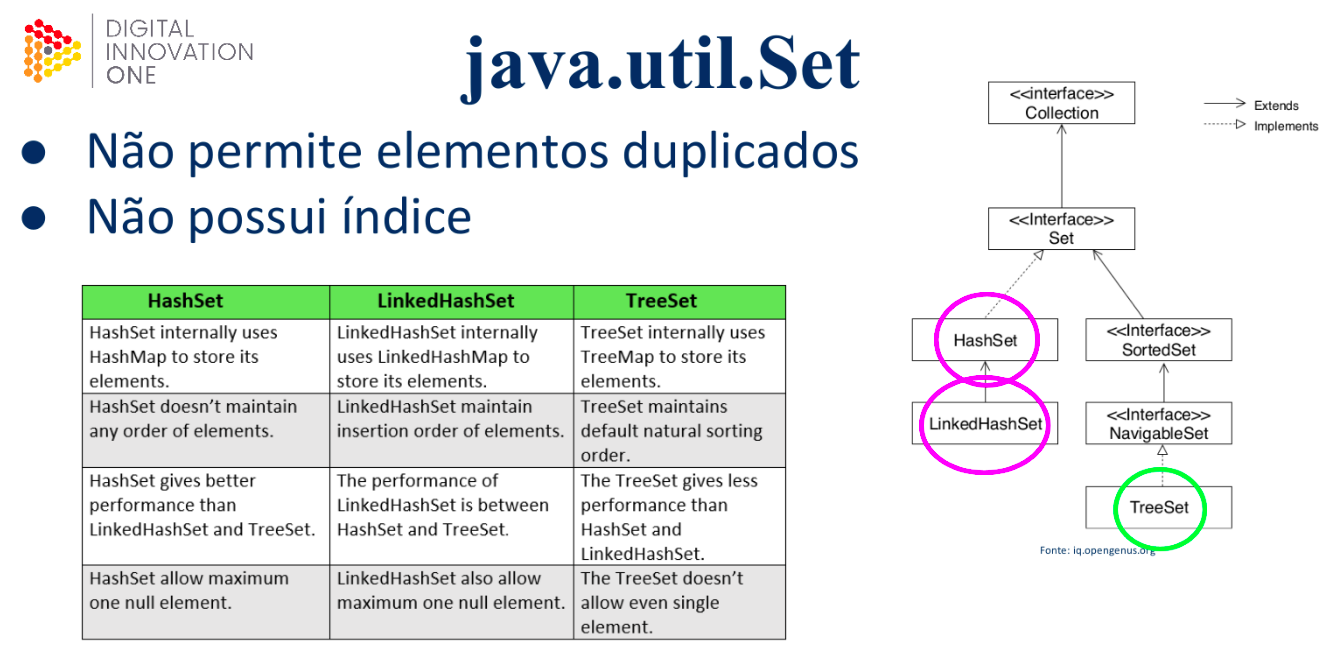 DIGITAL
INNOVATION
ONE
java.util.Set
● Não permite elementos duplicados
● Não possui índice
HashSet
LinkedHashSet
TreeSet
HashSet internally uses
HashMap to store its
elements.
LinkedHashSet internally
uses LinkedHashMap to
store its elements.
TreeSet internally uses
TreeMap to store its
elements.
HashSet doesn’t maintain
any order of elements.
LinkedHashSet maintain
insertion order of elements.
TreeSet maintains
default natural sorting
order.
HashSet gives better
performance than
LinkedHashSet and TreeSet.
The performance of
LinkedHashSet is between
HashSet and TreeSet.
The TreeSet gives less
performance than
HashSet and
LinkedHashSet.
HashSet allow maximum
one null element.
LinkedHashSet also allow
maximum one null element.
The TreeSet doesn’t
allow even single
element.
<<interface>>
Collection
Extends
Implements
<<Interface>>
Set
HashSet
<<Interface>>
SortedSet
LinkedHashSet
<<Interface>>
NavigableSet
TreeSet
Fonte: iq.opengenus.org